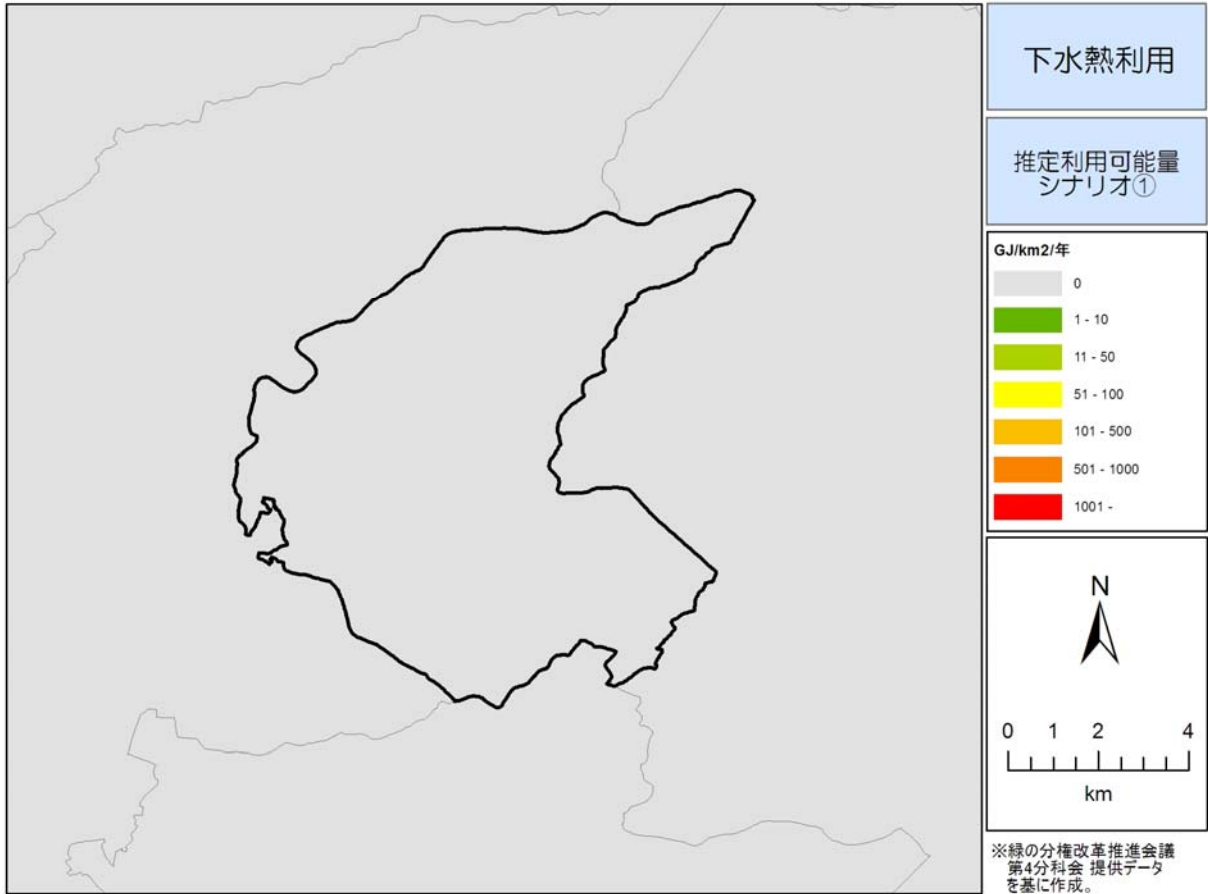 下水熱利用
推定利用可能量
シナリオ①
GJ/km2/年
0
1 - 10
11 - 50
51 - 100
101 - 500
501 - 1000
1001 -
N
0 1 2 4
km
※緑の分権改革推進会議
第4分科会 提供データ
を基に作成。